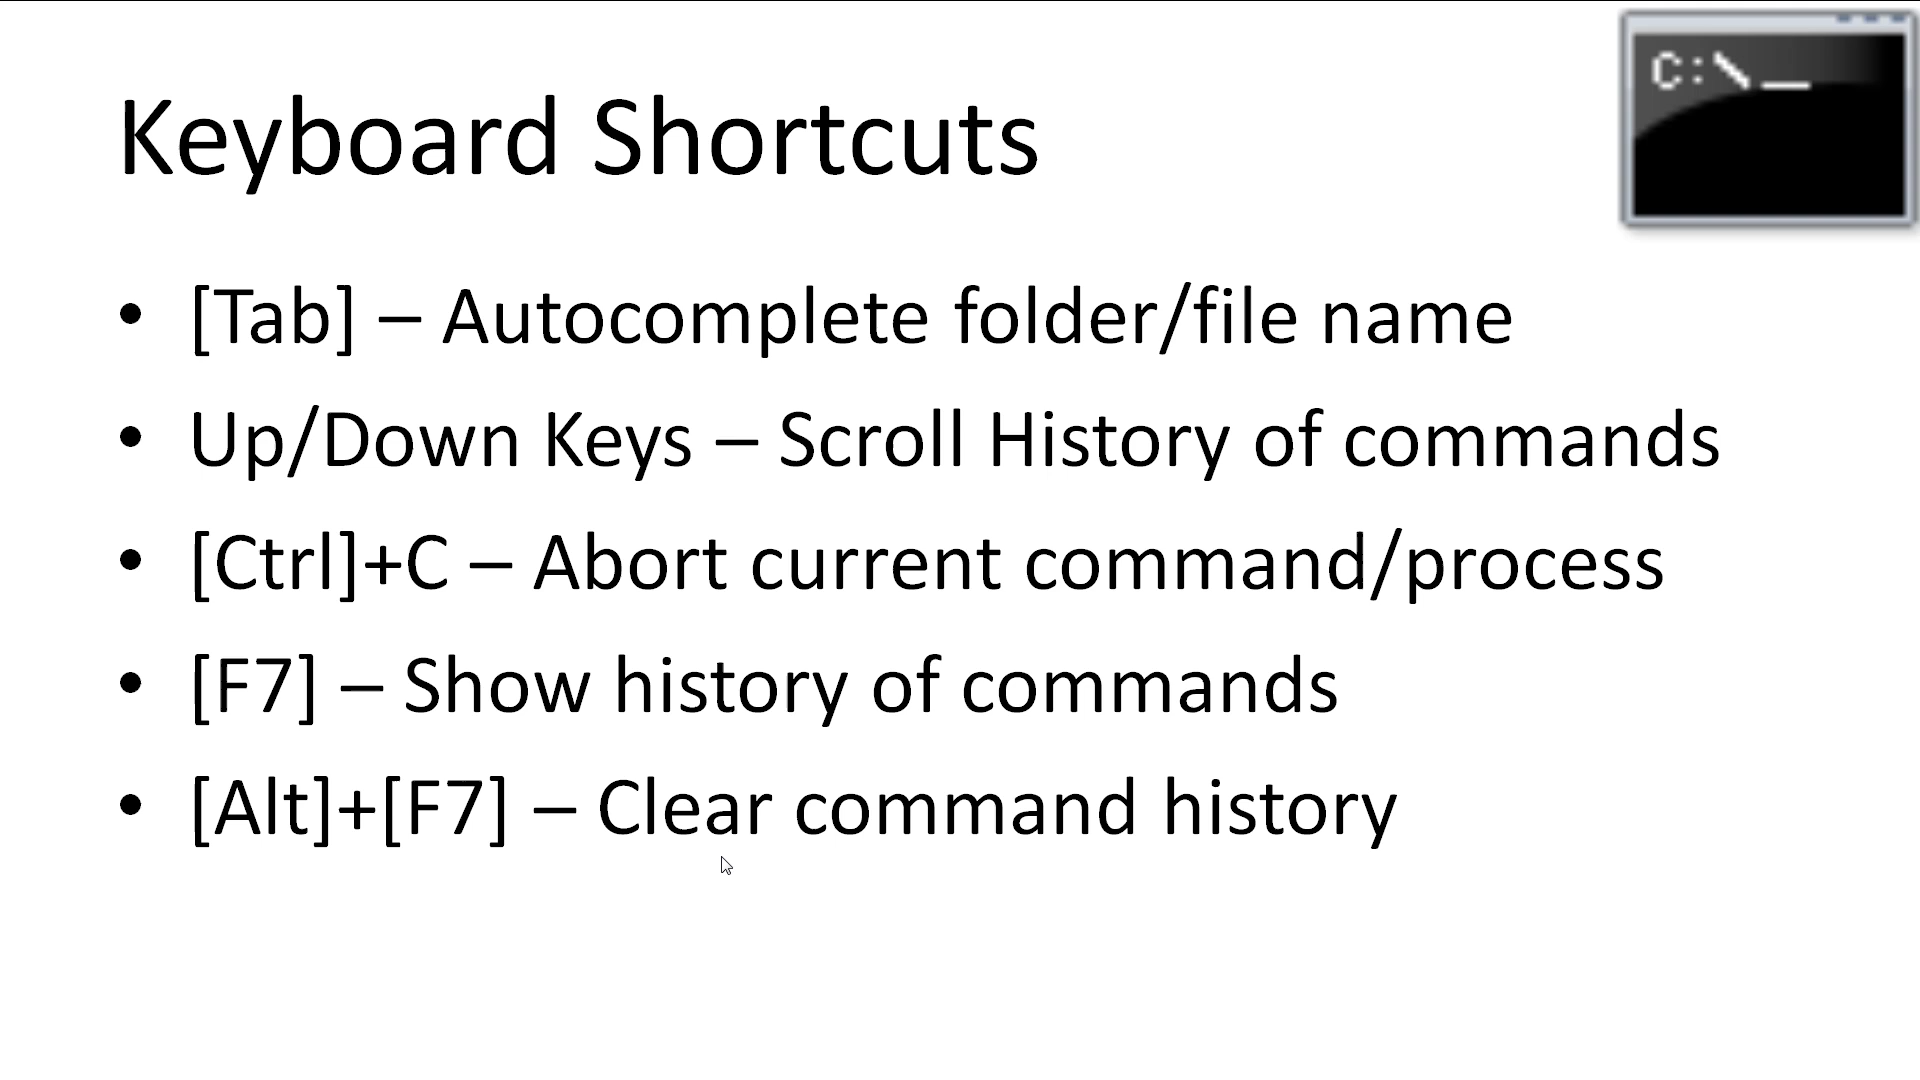 Keyboard Shortcuts
C:\_
• [Tab] – Autocomplete folder/file name
• Up/Down Keys – Scroll History of commands
• [Ctrl]+C – Abort current command/process
• [F7] – Show history of commands
• [Alt]+[F7] – Clear command history